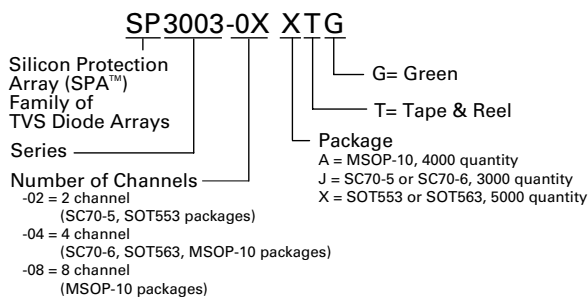 SP3003-0X XTG
Silicon Protection
Array (SPA™)
Family of
TVS Diode Arrays
Series
Number of Channels
-02 = 2 channel
(SC70-5, SOT553 packages)
-04 = 4 channel
(SC70-6, SOT563, MSOP-10 packages)
-08 = 8 channel
(MSOP-10 packages)
G= Green
T= Tape & Reel
Package
A = MSOP-10, 4000 quantity
J = SC70-5 or SC70-6, 3000 quantity
X = SOT553 or SOT563, 5000 quantity